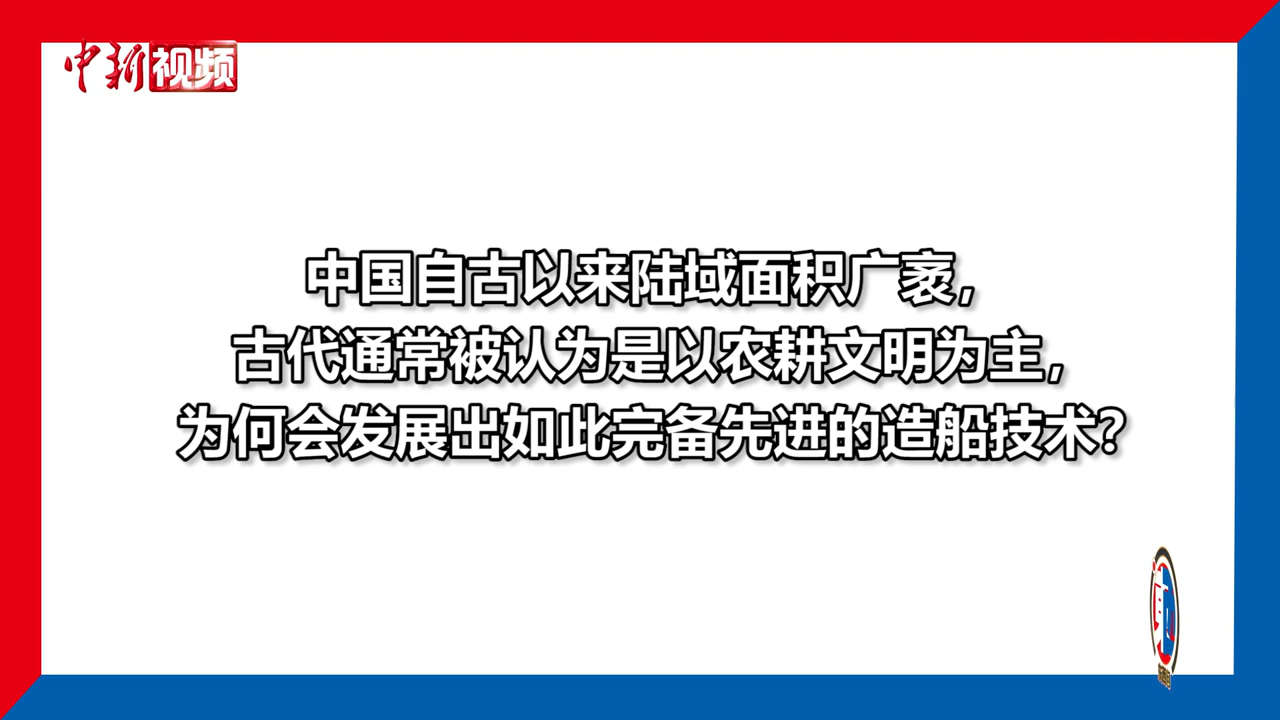 中新视频
中国自古以来陆域面积广袤，
古代通常被认为是以农耕文明为主，
为何会发展出如此完备先进的造船技术？